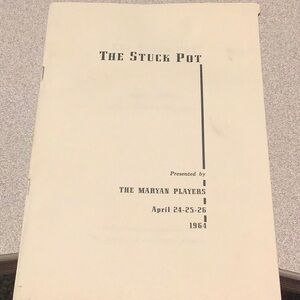 THE STUCK POT
Presented by
THE MARYAN PLAYERS
April 24-25-26
1964